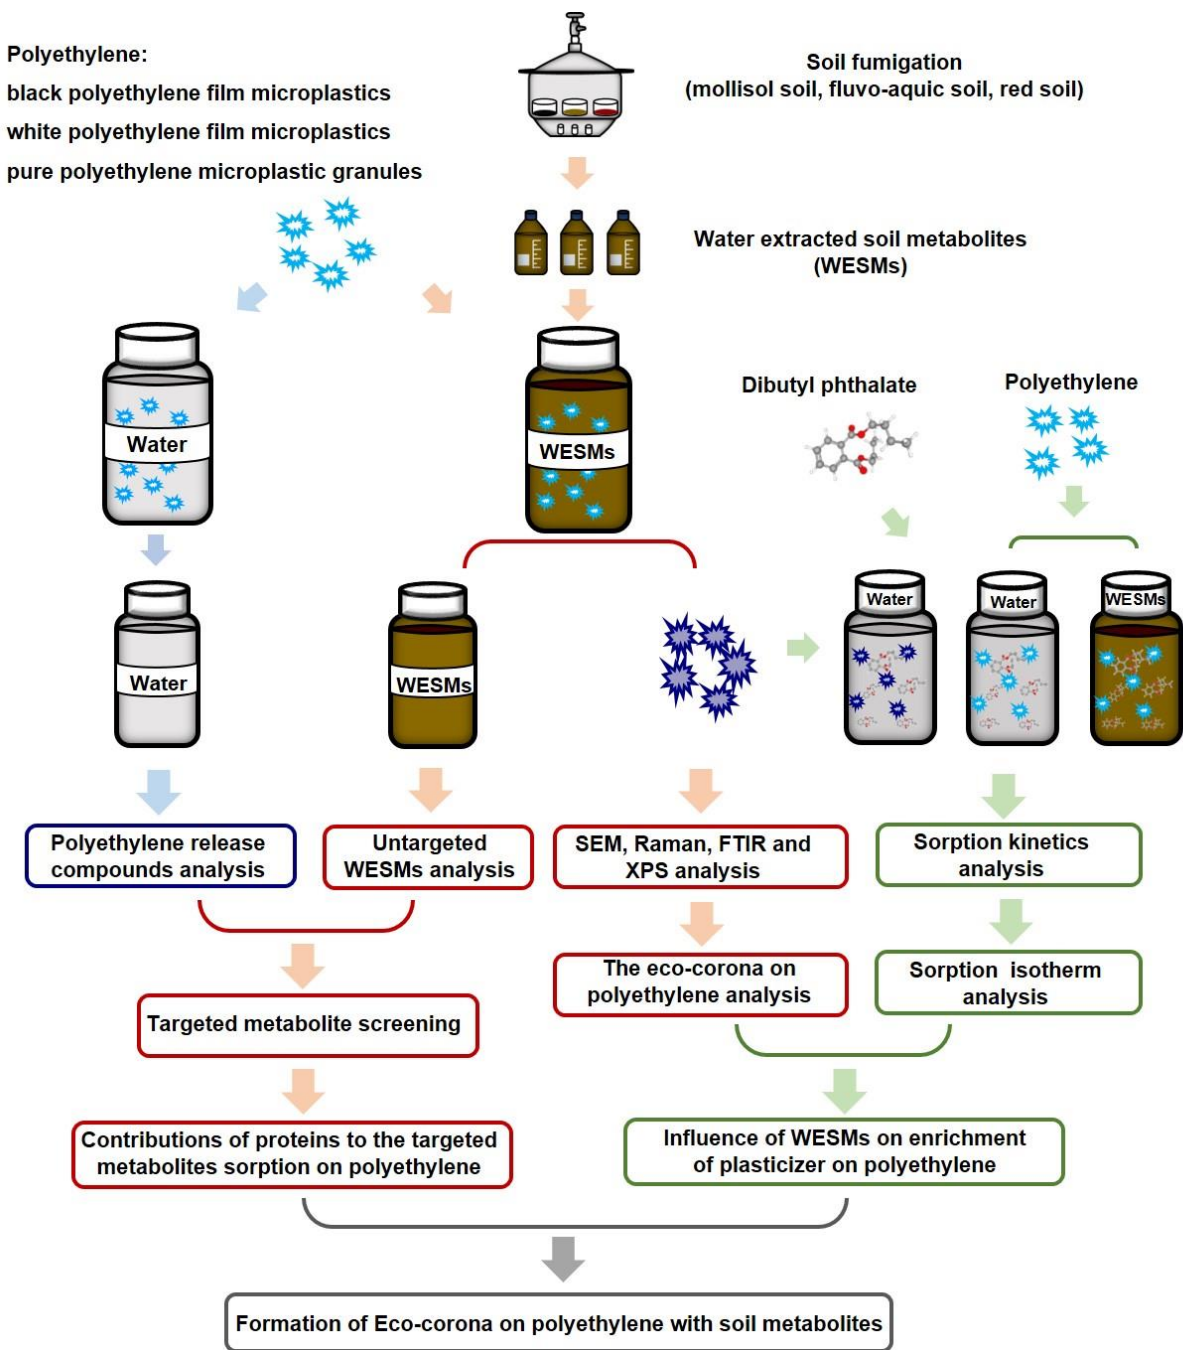 Polyethylene:
black polyethylene film microplastics
white polyethylene film microplastics
pure polyethylene microplastic granules
Soil fumigation
(mollisol soil, fluvo-aquic soil, red soil)
Water extracted soil metabolites
(WESMs)
Water
WESMs
Dibutyl phthalate
Polyethylene
Water
WESMs
Water
Water
WESMs
Polyethylene release
compounds analysis
Untargeted
WESMs analysis
SEM, Raman, FTIR and
XPS analysis
Sorption kinetics
analysis
The eco-corona on
polyethylene analysis
Sorption isotherm
analysis
Targeted metabolite screening
Contributions of proteins to the targeted
metabolites sorption on polyethylene
Influence of WESMs on enrichment
of plasticizer on polyethylene
Formation of Eco-corona on polyethylene with soil metabolites